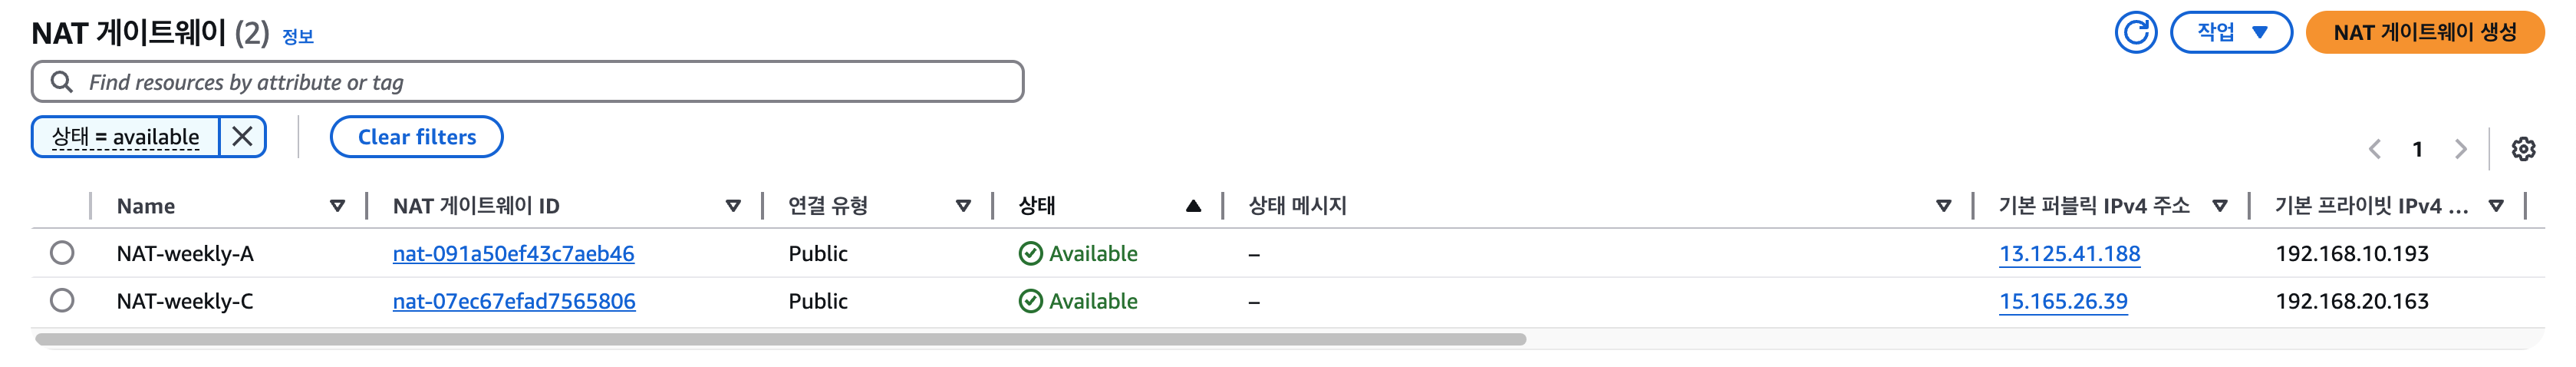 NAT 게이트웨이 (2) 정보
작업
NAT 게이트웨이 생성
Find resources by attribute or tag
상태 = available
Clear filters
1
Name NAT 게이트웨이 ID 연결 유형 상태 상태 메시지 기본 퍼블릭 IPv4 주소 기본 프라이빗 IPv4 ...
NAT-weekly-A nat-091a50ef43c7aeb46 Public Available – 13.125.41.188 192.168.10.193
NAT-weekly-C nat-07ec67efad7565806 Public Available – 15.165.26.39 192.168.20.163